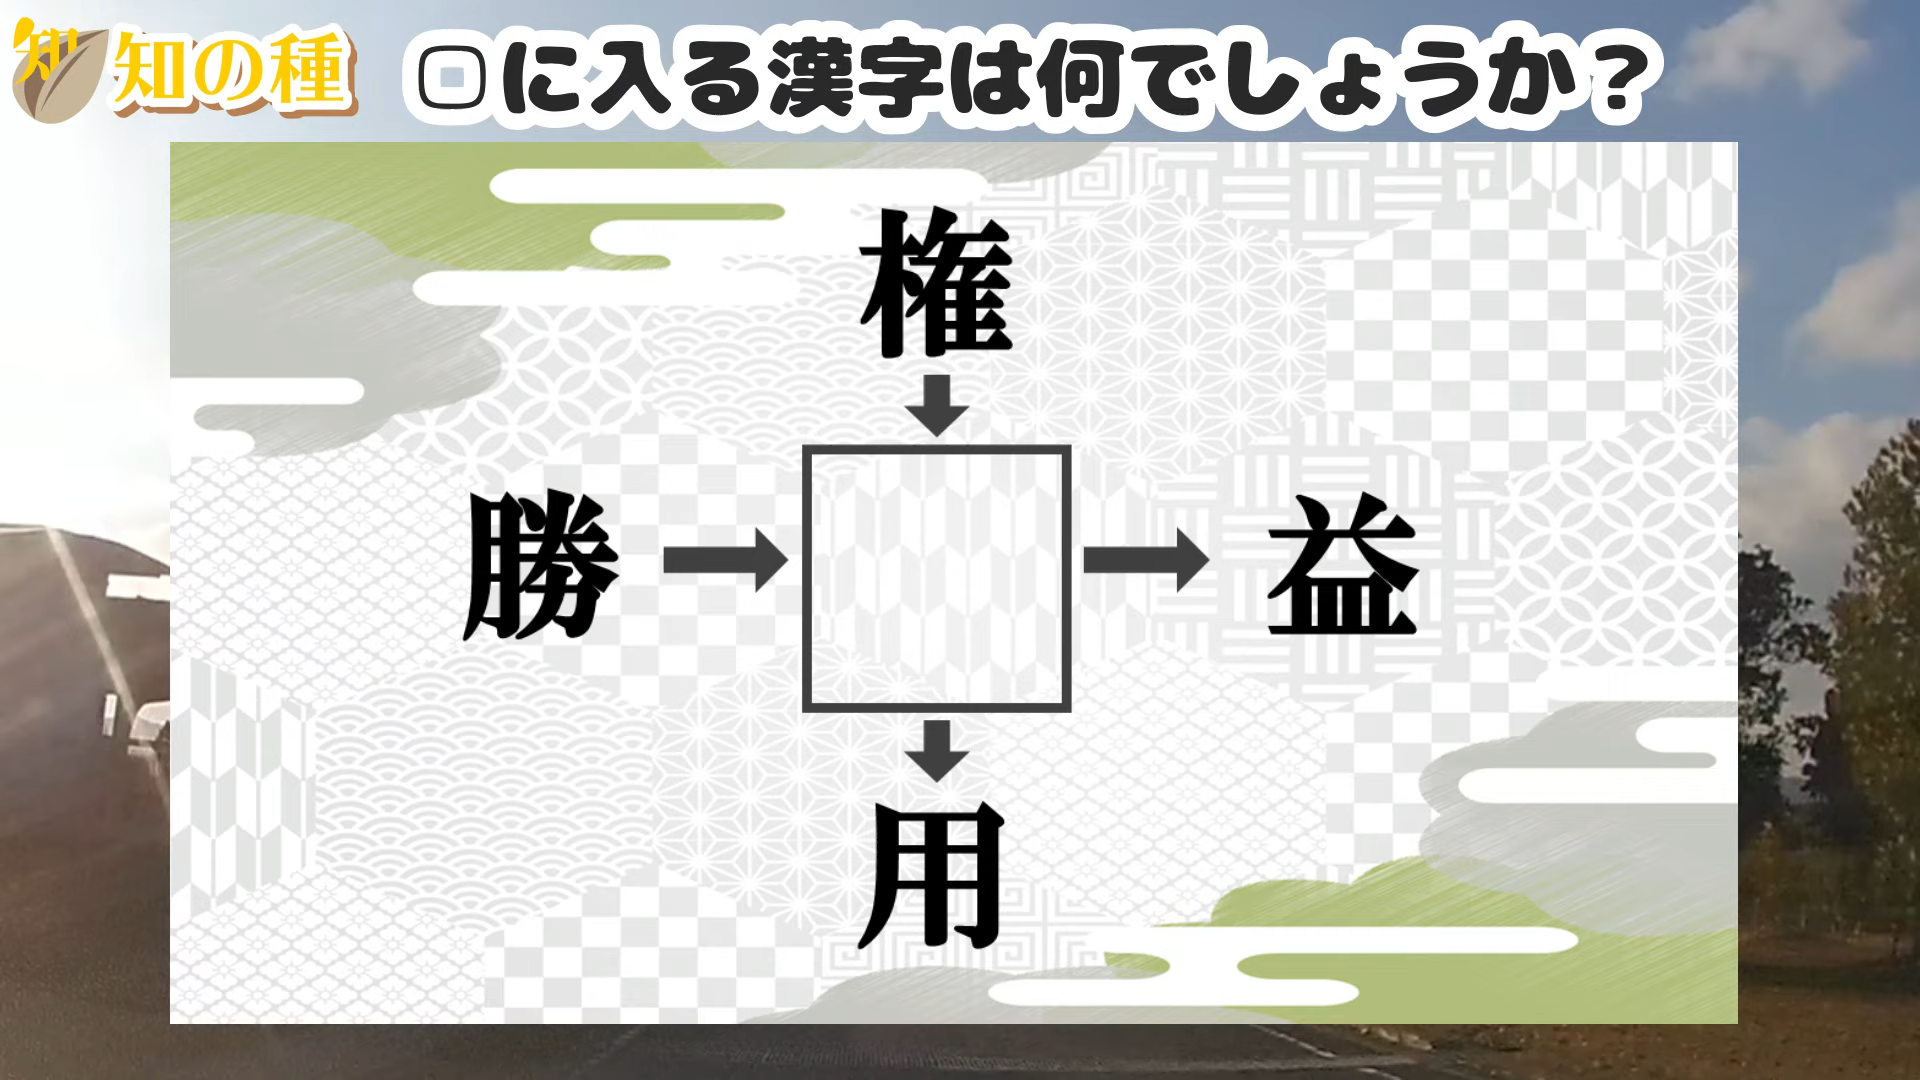 知 知の種
□に入る漢字は何でしょうか？
権
勝
益
用